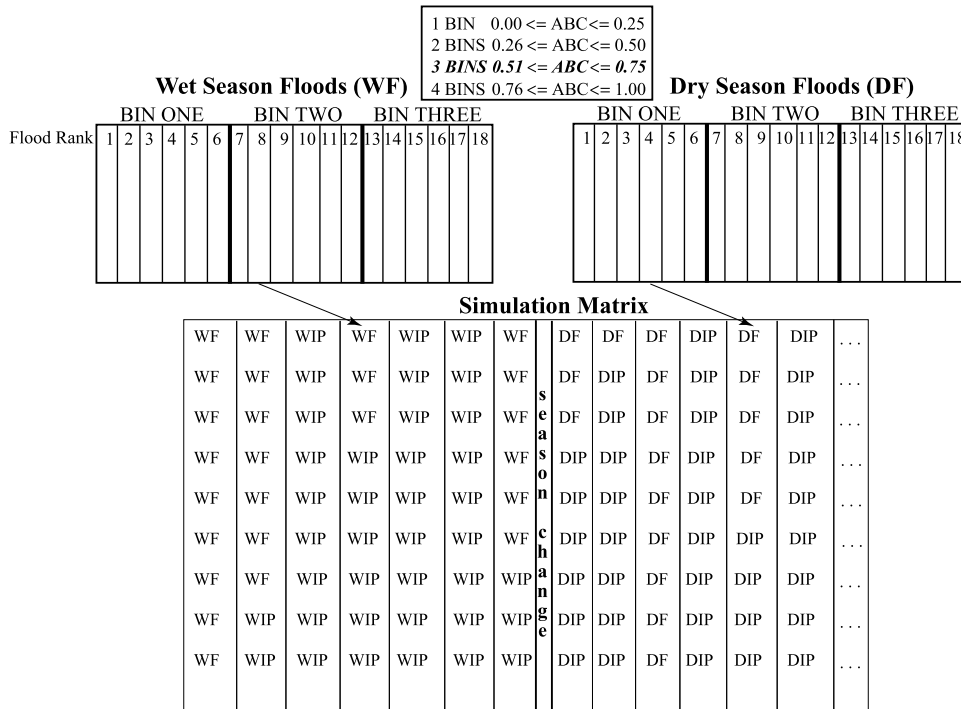 1 BIN 0.00 <= ABC<= 0.25
2 BINS 0.26 <= ABC<= 0.50
3 BINS 0.51 <= ABC<= 0.75
4 BINS 0.76 <= ABC<= 1.00
Wet Season Floods (WF)
Dry Season Floods (DF)
BIN ONE BIN TWO BIN THREE
BIN ONE BIN TWO BIN THREE
Flood Rank 1 2 3 4 5 6 7 8 9 10 11 12 13 14 15 16 17 18
1 2 3 4 5 6 7 8 9 10 11 12 13 14 15 16 17 18
Simulation Matrix
WF WF WIP WF WIP WIP WF DF DF DF DIP DF DIP . . .
WF WF WIP WF WIP WIP WF DF DIP DF DIP DF DIP . . .
WF WF WIP WF WIP WIP WF DF DIP DF DIP DF DIP . . .
WF WF WIP WIP WIP WIP WF DIP DIP DF DIP DF DIP . . .
WF WF WIP WIP WIP WIP WF DIP DIP DF DIP DF DIP . . .
WF WF WIP WIP WIP WIP WF DIP DIP DF DIP DIP DIP . . .
WF WF WIP WIP WIP WIP WIP DIP DIP DF DIP DIP DIP . . .
WF WIP WIP WIP WIP WIP WIP DIP DIP DF DIP DIP DIP . . .
WF WIP WIP WIP WIP WIP WIP DIP DIP DF DIP DIP DIP . . .
season change